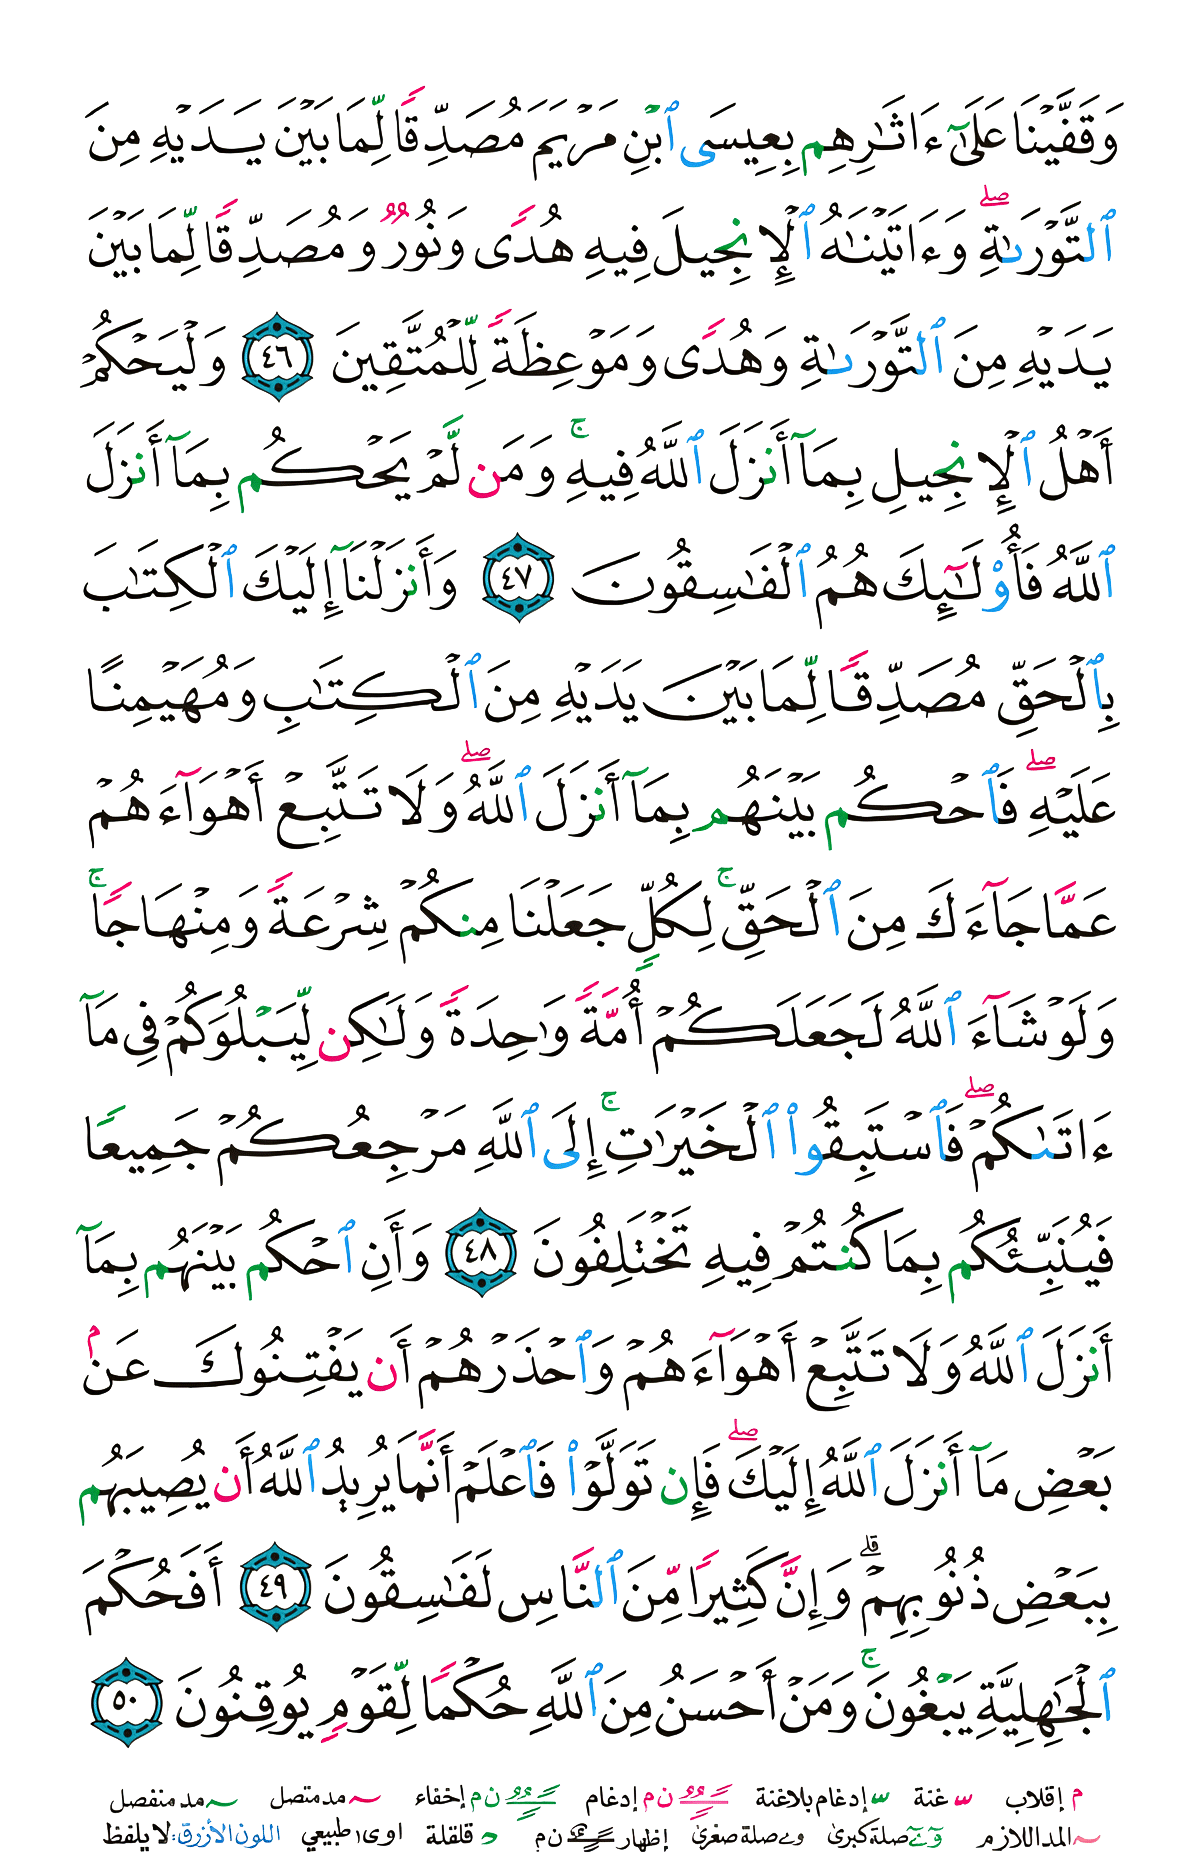 وَقَفَّيْنَا عَلَىٰٓ ءَاثَـٰرِهِم بِعِيسَى ٱبْنِ مَرْيَمَ مُصَدِّقًا لِّمَا بَيْنَ يَدَيْهِ مِنَ
ٱلتَّوْرَىٰةِ ۖ وَءَاتَيْنَـٰهُ ٱلْإِنجِيلَ فِيهِ هُدًى وَنُورٌ وَمُصَدِّقًا لِّمَا بَيْنَ
يَدَيْهِ مِنَ ٱلتَّوْرَىٰةِ وَهُدًى وَمَوْعِظَةً لِّلْمُتَّقِينَ ٤٦ وَلْيَحْكُمْ
أَهْلُ ٱلْإِنجِيلِ بِمَآ أَنزَلَ ٱللَّهُ فِيهِ ۚ وَمَن لَّمْ يَحْكُم بِمَآ أَنزَلَ
ٱللَّهُ فَأُو۟لَـٰٓئِكَ هُمُ ٱلْفَـٰسِقُونَ ٤٧ وَأَنزَلْنَآ إِلَيْكَ ٱلْكِتَـٰبَ
بِٱلْحَقِّ مُصَدِّقًا لِّمَا بَيْنَ يَدَيْهِ مِنَ ٱلْكِتَـٰبِ وَمُهَيْمِنًا
عَلَيْهِ ۖ فَٱحْكُم بَيْنَهُم بِمَآ أَنزَلَ ٱللَّهُ ۖ وَلَا تَتَّبِعْ أَهْوَآءَهُمْ
عَمَّا جَآءَكَ مِنَ ٱلْحَقِّ ۚ لِكُلٍّ جَعَلْنَا مِنكُمْ شِرْعَةً وَمِنْهَاجًا ۚ
وَلَوْ شَآءَ ٱللَّهُ لَجَعَلَكُمْ أُمَّةً وَٰحِدَةً وَلَـٰكِن لِّيَبْلُوَكُمْ فِى مَآ
ءَاتَىٰكُمْ ۖ فَٱسْتَبِقُوا۟ ٱلْخَيْرَٰتِ ۚ إِلَى ٱللَّهِ مَرْجِعُكُمْ جَمِيعًا
فَيُنَبِّئُكُم بِمَا كُنتُمْ فِيهِ تَخْتَلِفُونَ ٤٨ وَأَنِ ٱحْكُم بَيْنَهُم بِمَآ
أَنزَلَ ٱللَّهُ وَلَا تَتَّبِعْ أَهْوَآءَهُمْ وَٱحْذَرْهُمْ أَن يَفْتِنُوكَ عَنۢ
بَعْضِ مَآ أَنزَلَ ٱللَّهُ إِلَيْكَ ۖ فَإِن تَوَلَّوْا۟ فَٱعْلَمْ أَنَّمَا يُرِيدُ ٱللَّهُ أَن يُصِيبَهُم
بِبَعْضِ ذُنُوبِهِمْ ۗ وَإِنَّ كَثِيرًا مِّنَ ٱلنَّاسِ لَفَـٰسِقُونَ ٤٩ أَفَحُكْمَ
ٱلْجَـٰهِلِيَّةِ يَبْغُونَ ۚ وَمَنْ أَحْسَنُ مِنَ ٱللَّهِ حُكْمًا لِّقَوْمٍ يُوقِنُونَ ٥٠
م إقلاب غنة إدغام بلاغنة ن م إدغام ن م إخفاء مد متصل مد منفصل
المد اللازم صلة كبرى و ے صلة صغرى إظهار ن م قلقلة ا و ى طبيعي اللون الأزرق: لا يلفظ